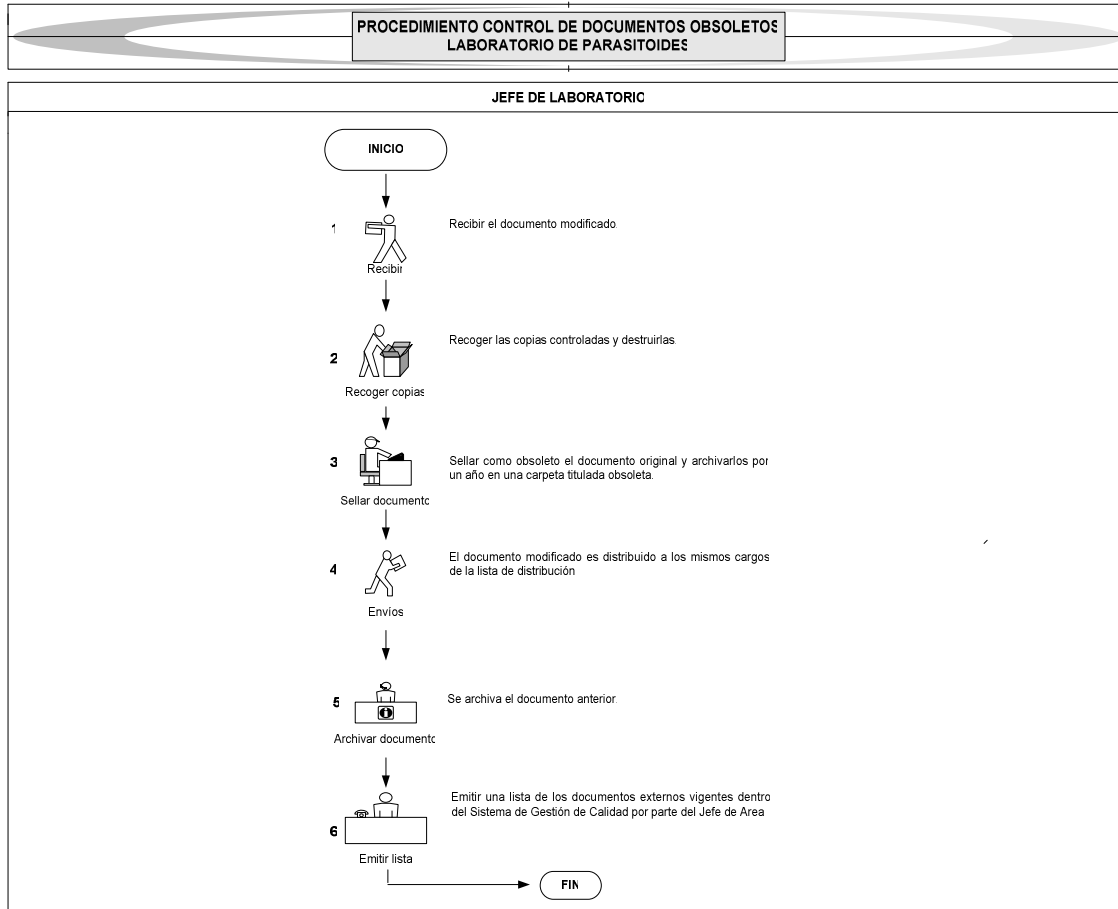 PROCEDIMIENTO CONTROL DE DOCUMENTOS OBSOLETOS
LABORATORIO DE PARASITOIDES
JEFE DE LABORATORIO
INICIO
1
Recibir el documento modificado.
Recibir
2
Recoger las copias controladas y destruirlas.
Recoger copias
3
Sellar como obsoleto el documento original y archivarlos por
un año en una carpeta titulada obsoleta.
Sellar documento
4
El documento modificado es distribuido a los mismos cargos
de la lista de distribución
Envíos
5
Se archiva el documento anterior.
Archivar documento
6
Emitir una lista de los documentos externos vigentes dentro
del Sistema de Gestión de Calidad por parte del Jefe de Area
Emitir lista
FIN